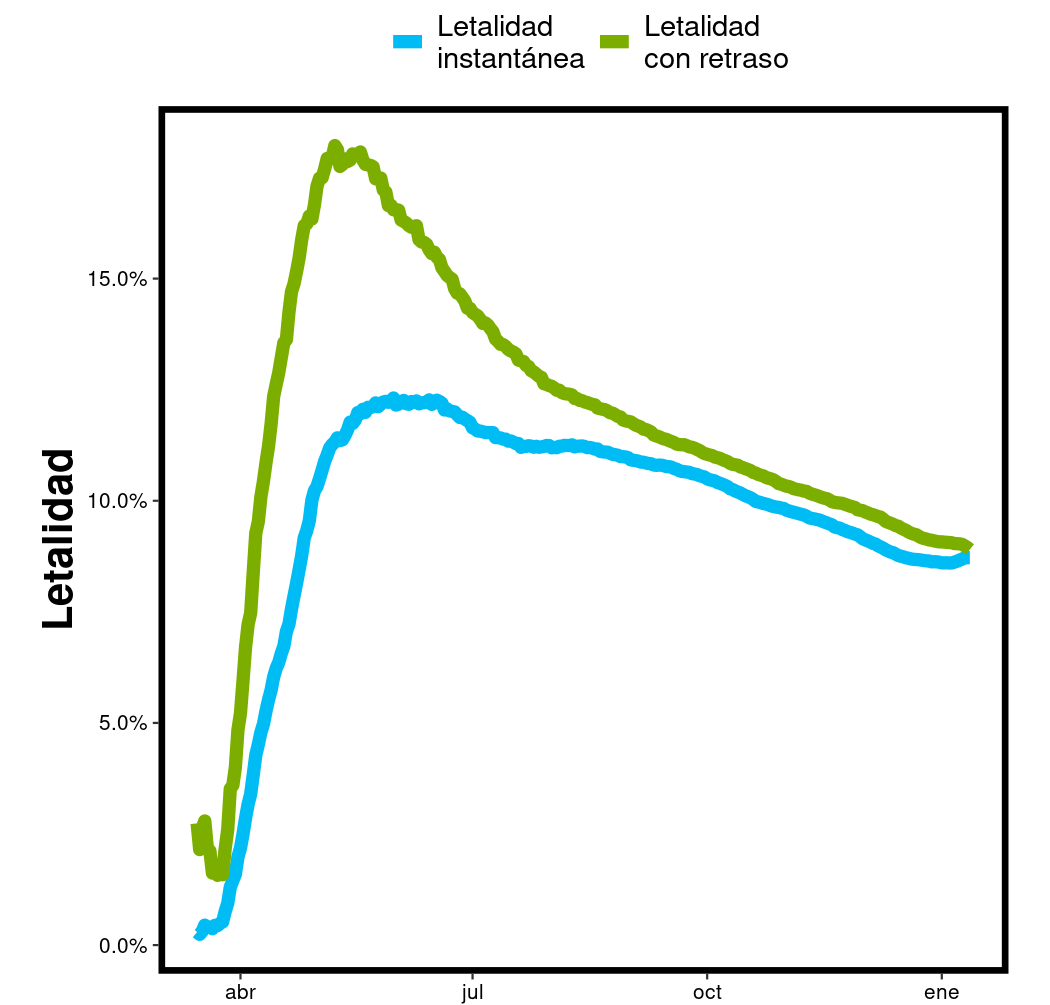 Letalidad
instantánea
Letalidad
con retraso
Letalidad
15.0%
10.0%
5.0%
0.0%
abr
jul
oct
ene